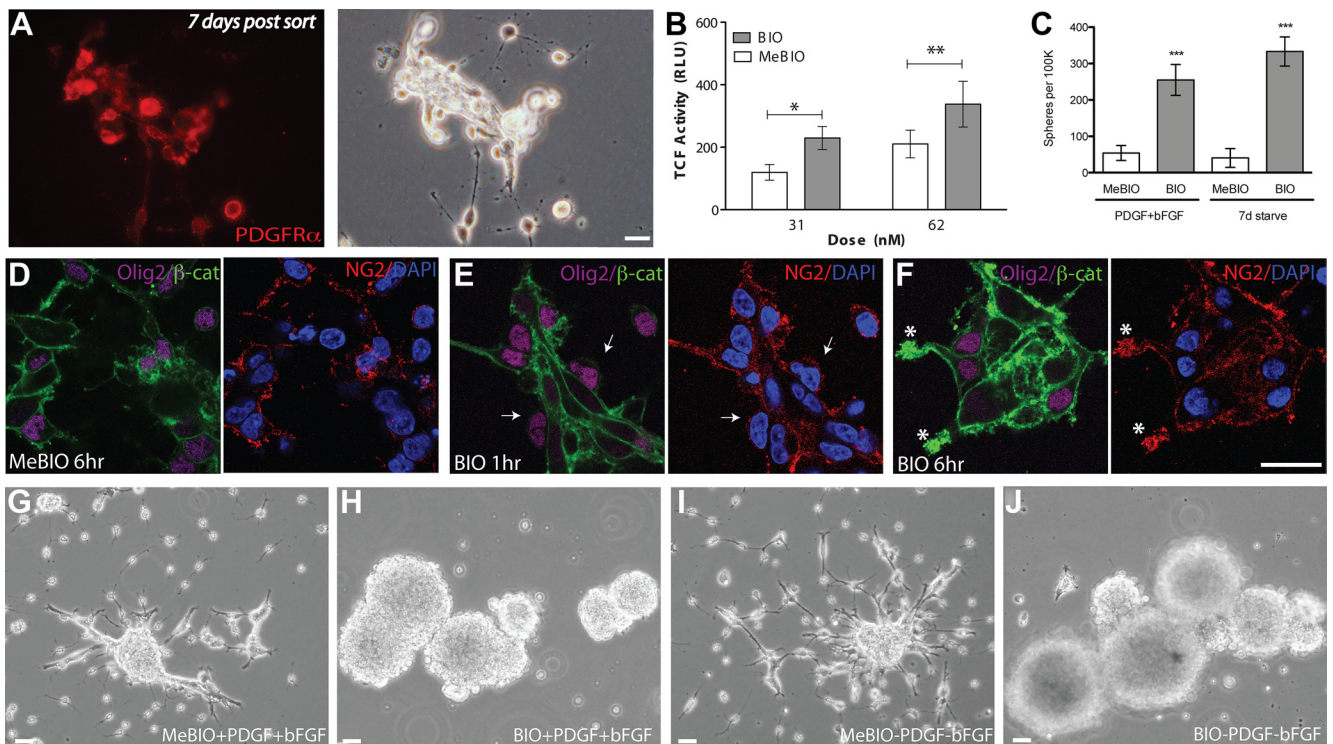 A
7 days post sort
PDGFRα
B
TCF Activity (RLU)
600
400
200
0
BIO
MeBIO
*
**
31
62
Dose (nM)
C
Spheres per 100K
400
300
200
100
0
***
***
MeBIO
BIO
MeBIO
BIO
PDGF+bFGF
7d starve
D
Olig2/β-cat
NG2/DAPI
MeBIO 6hr
E
Olig2/β-cat
NG2/DAPI
BIO 1hr
F
Olig2/β-cat
NG2/DAPI
*
*
*
*
BIO 6hr
G
MeBIO+PDGF+bFGF
H
BIO+PDGF+bFGF
I
MeBIO-PDGF-bFGF
J
BIO-PDGF-bFGF